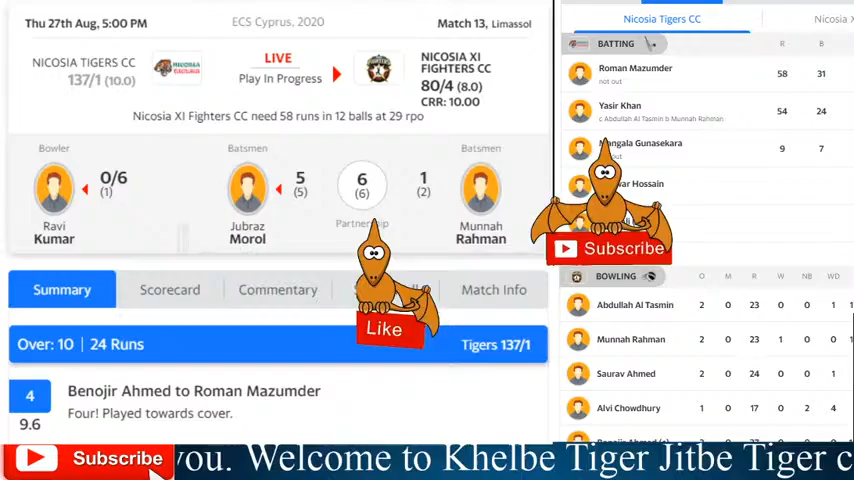 Thu 27th Aug, 5:00 PM
ECS Cyprus, 2020
Match 13, Limassol
NICOSIA TIGERS CC
137/1 (10.0)
LIVE
Play In Progress
NICOSIA XI
FIGHTERS CC
80/4 (8.0)
CRR: 10.00
Nicosia XI Fighters CC need 58 runs in 12 balls at 29 rpo
Bowler
Batsmen
Batsmen
0/6
(1)
5
(5)
6
(6)
1
(2)
Ravi
Kumar
Jubraz
Morol
Munnah
Rahman
Summary
Scorecard
Commentary
Match Info
Like
Over: 10 | 24 Runs
Tigers 137/1
4
9.6
Benojir Ahmed to Roman Mazumder
Four! Played towards cover.
Nicosia Tigers CC
Nicosia X
BATTING
R B
Roman Mazumder 58 31
not out
Yasir Khan 54 24
c Abdullah Al Tasmin b Munnah Rahman
Gunasekara 9 7
Hossain
Subscribe
BOWLING O M R W NB WD
Abdullah Al Tasmin 2 0 23 0 0 1
Munnah Rahman 2 0 23 1 0 0
Saurav Ahmed 2 0 24 0 0 1
Alvi Chowdhury 1 0 17 0 2 4
Subscribe
you. Welcome to Khelbe Tiger Jitbe Tiger c